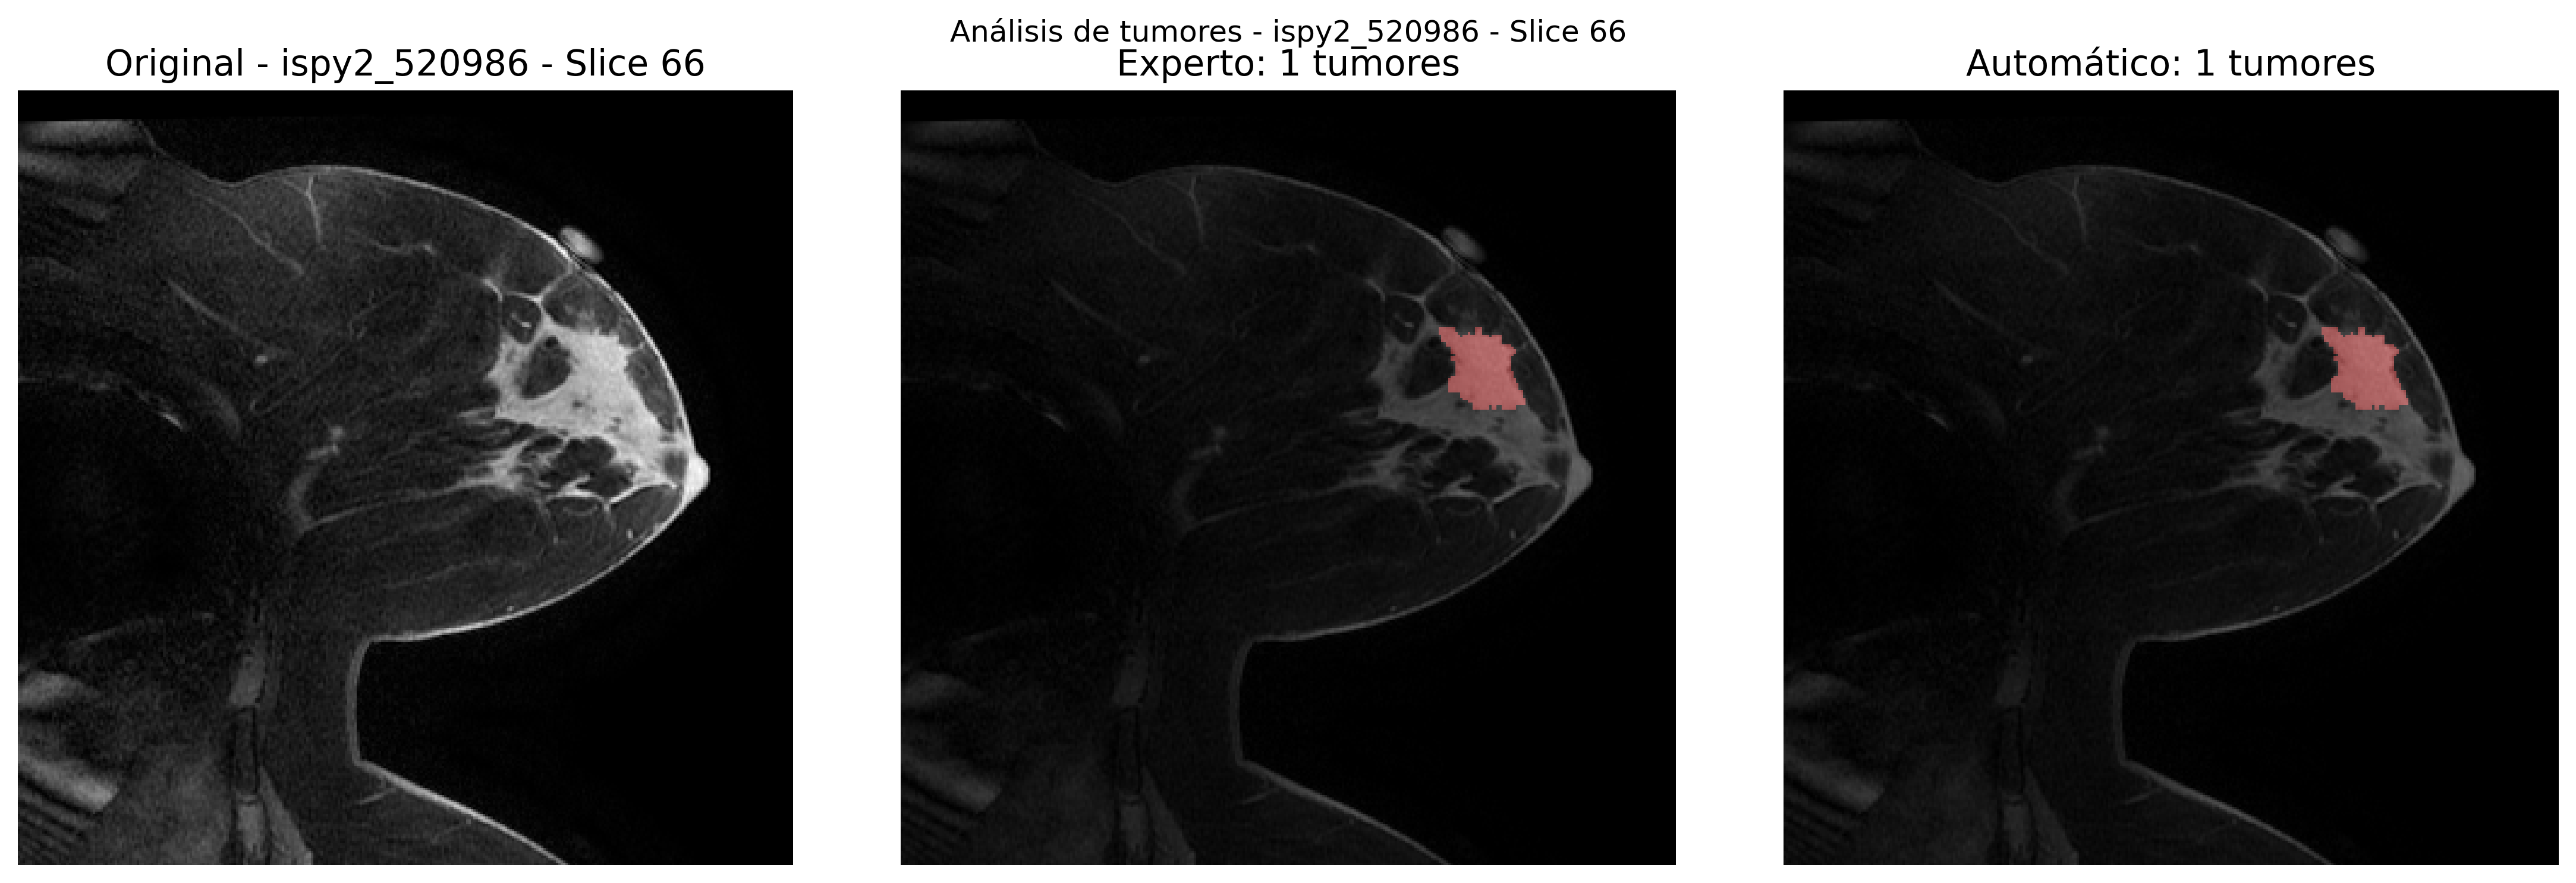 Análisis de tumores - ispy2_520986 - Slice 66
Original - ispy2_520986 - Slice 66
Experto: 1 tumores
Automático: 1 tumores